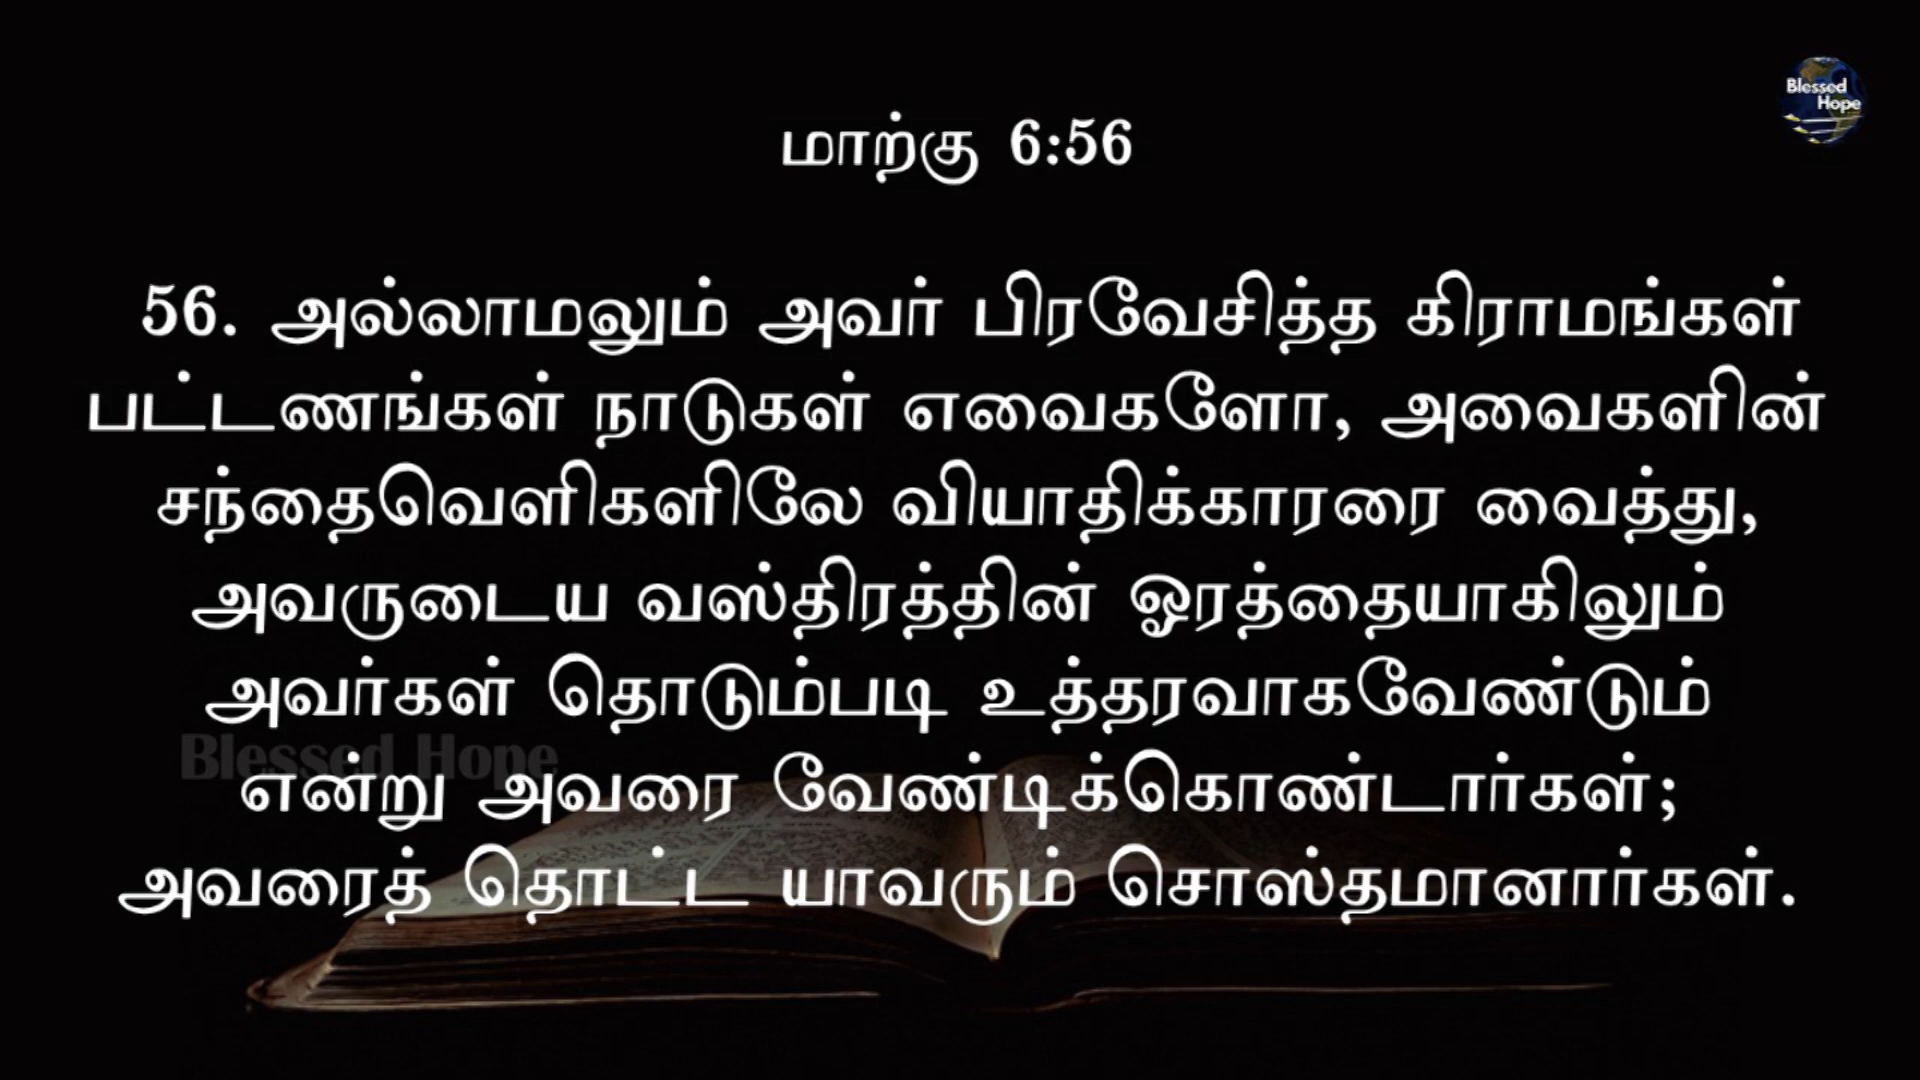 Blessed
Hope
மாற்கு 6:56
56. அல்லாமலும் அவர் பிரவேசித்த கிராமங்கள்
பட்டணங்கள் நாடுகள் எவைகளோ, அவைகளின்
சந்தைவெளிகளிலே வியாதிக்காரரை வைத்து,
அவருடைய வஸ்திரத்தின் ஓரத்தையாகிலும்
அவர்கள் தொடும்படி உத்தரவாகவேண்டும்
Blessed Hope
என்று அவரை வேண்டிக்கொண்டார்கள்;
அவரைத் தொட்ட யாவரும் சொஸ்தமானார்கள்.